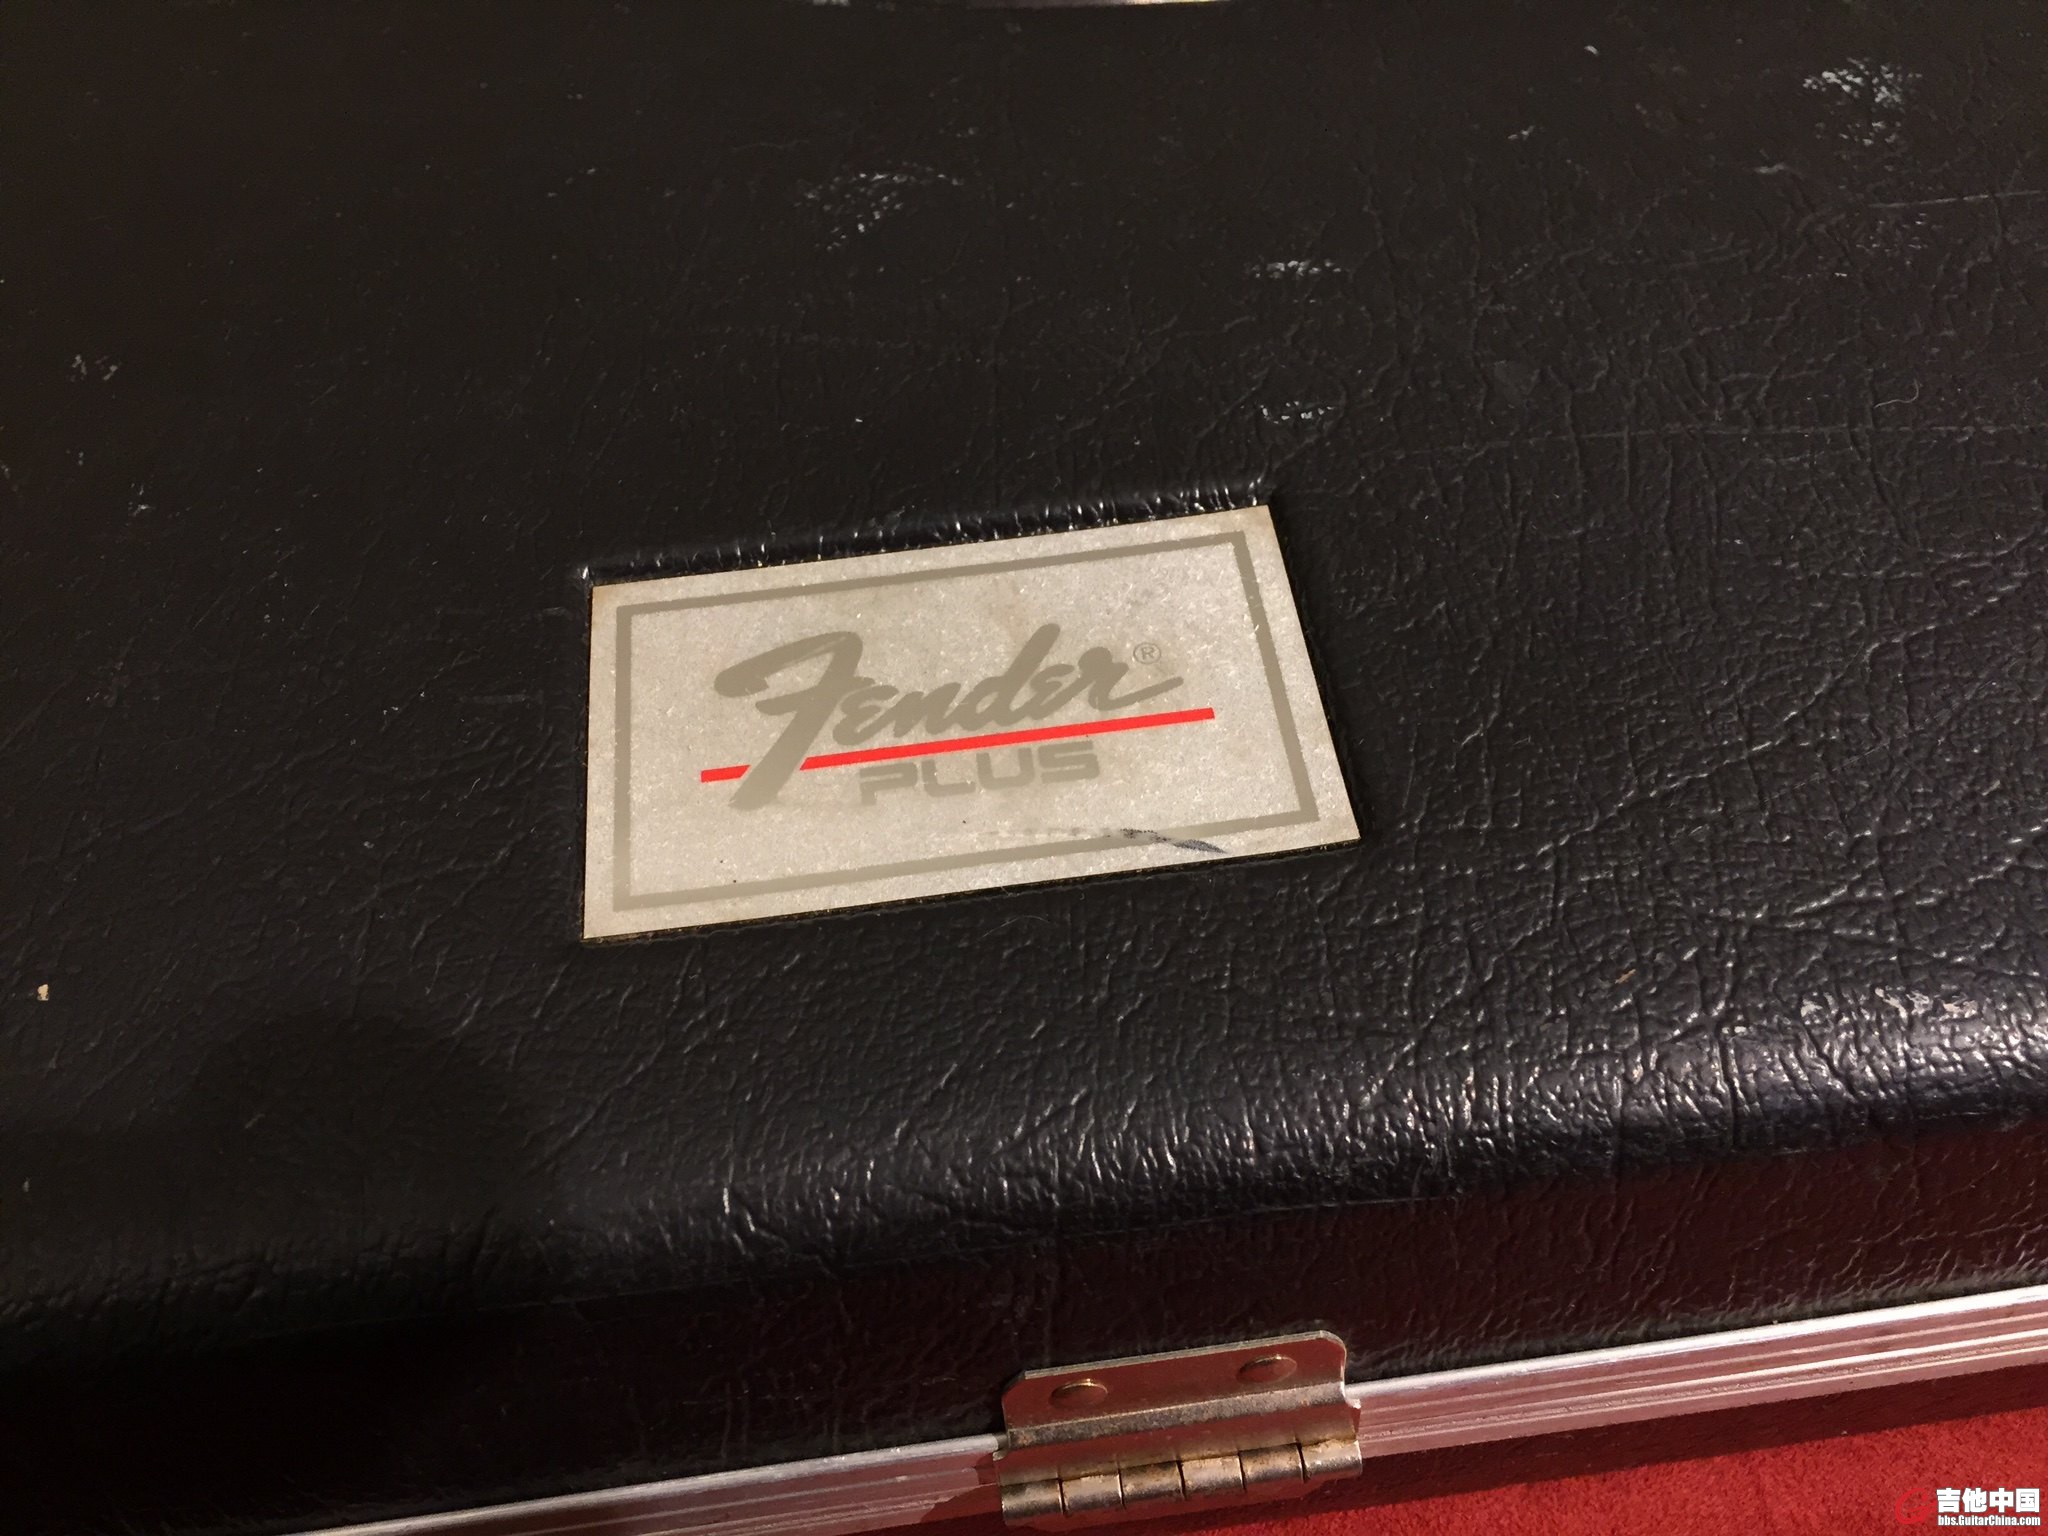 Fender®
PLUS
吉他中国
bbs.GuitarChina.com